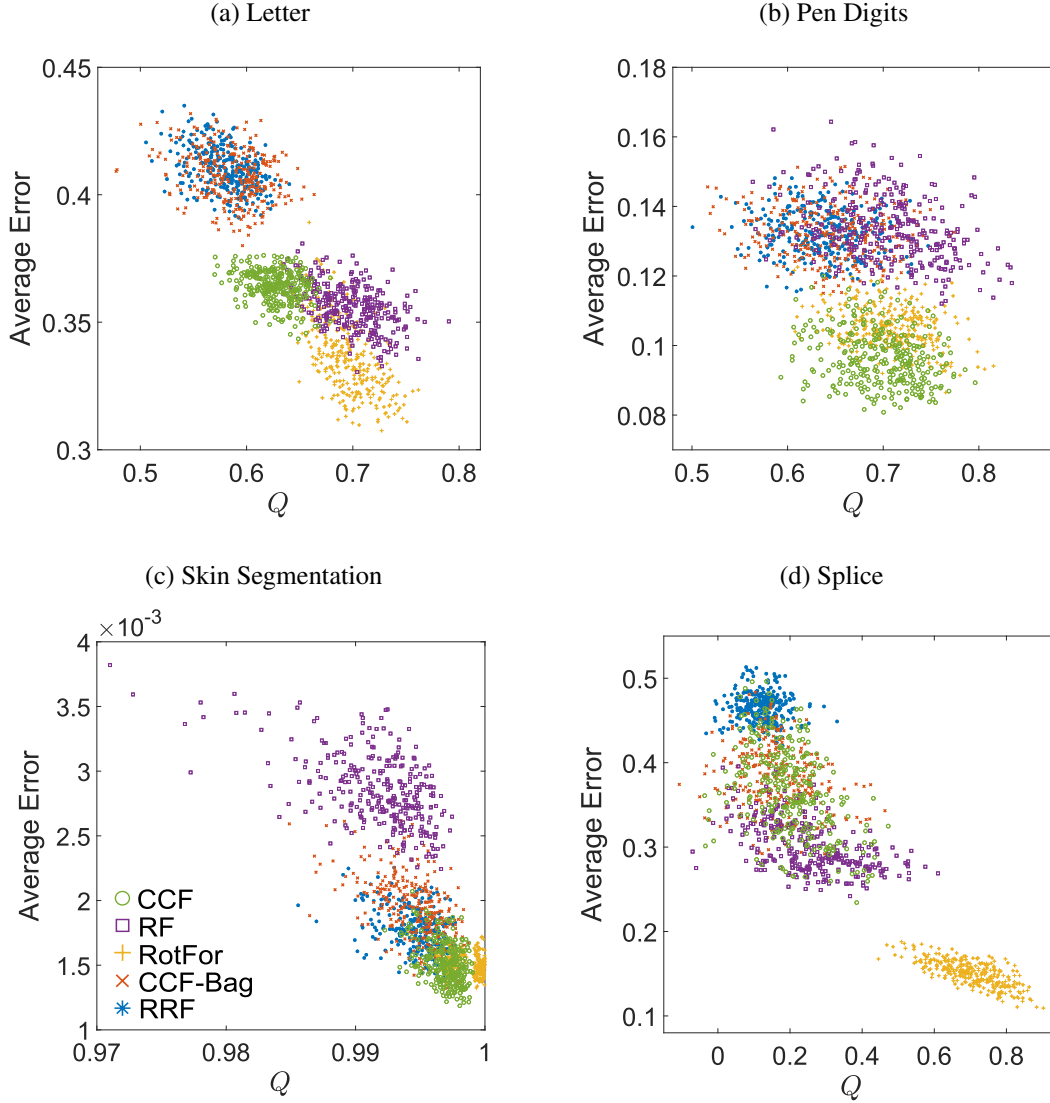 (a) Letter
0.45
0.4
0.35
0.3
0.5 0.6 0.7 0.8
Average Error
Q
(b) Pen Digits
0.18
0.16
0.14
0.12
0.1
0.08
0.5 0.6 0.7 0.8
Average Error
Q
(c) Skin Segmentation
×10⁻³
4
3.5
3
2.5
2
1.5
1
0.97 0.98 0.99 1
Average Error
Q
CCF
RF
RotFor
CCF-Bag
RRF
(d) Splice
0.5
0.4
0.3
0.2
0.1
0 0.2 0.4 0.6 0.8
Average Error
Q